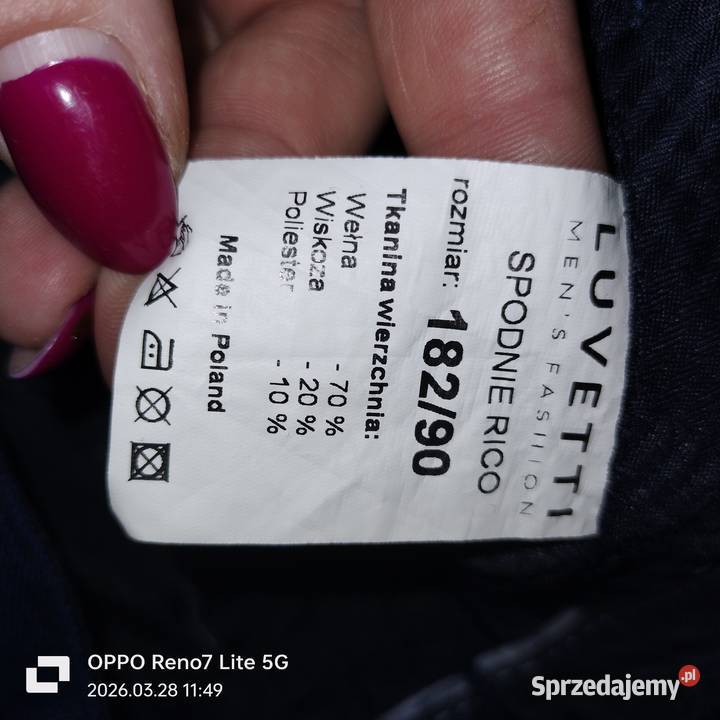 LUVETTI
MEN'S FASHION
SPODNIE RICO
rozmiar: 182/90
Tkanina wierzchnia:
Wełna - 70 %
Wiskoza - 20 %
Poliester - 10 %
Made in Poland
OPPO Reno7 Lite 5G
2026.03.28 11:49
Sprzedajemy.pl